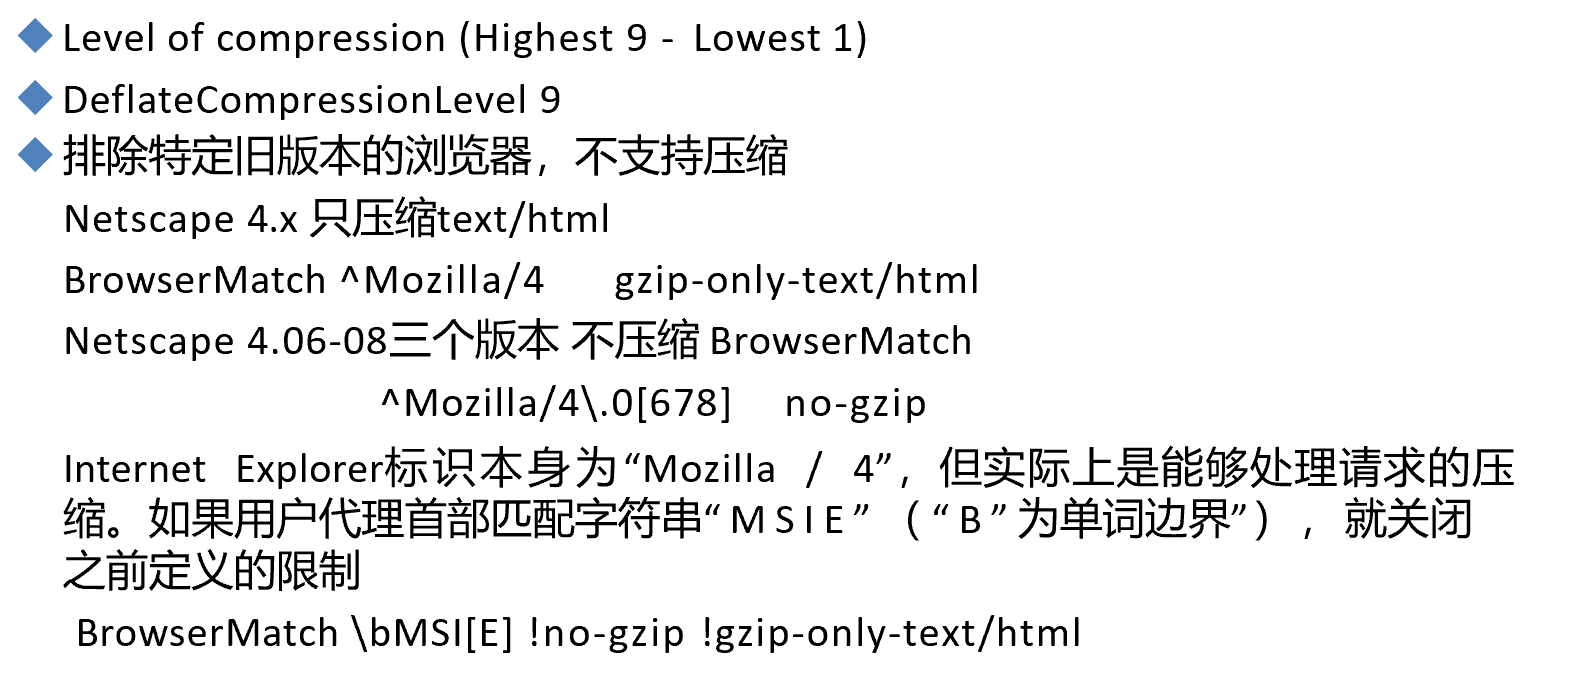 Level of compression (Highest 9 - Lowest 1)
DeflateCompressionLevel 9
排除特定旧版本的浏览器，不支持压缩
Netscape 4.x 只压缩text/html
BrowserMatch ^Mozilla/4 gzip-only-text/html
Netscape 4.06-08三个版本 不压缩 BrowserMatch
^Mozilla/4\.0[678] no-gzip
Internet Explorer标识本身为“Mozilla / 4”，但实际上是能够处理请求的压
缩。如果用户代理首部匹配字符串“MSIE”（“B”为单词边界”），就关闭
之前定义的限制
BrowserMatch \bMSI[E] !no-gzip !gzip-only-text/html